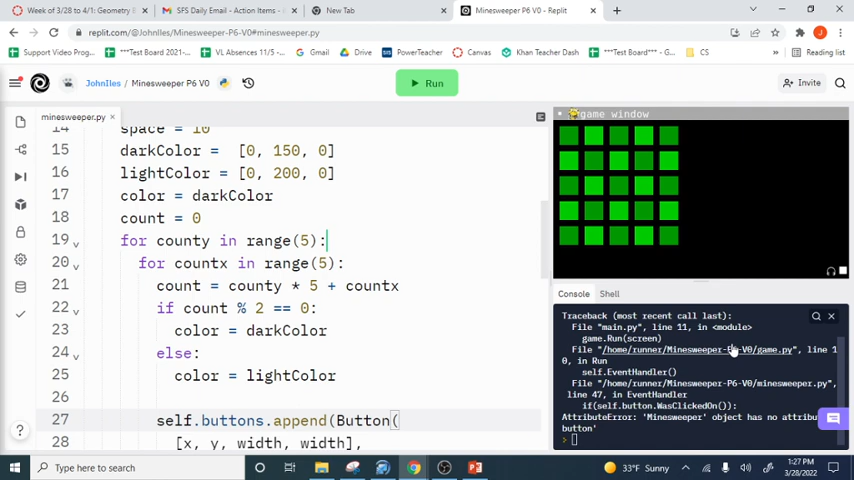 Week of 3/28 to 4/1: Geometry &
SFS Daily Email - Action Items -
New Tab
Minesweeper P6 V0 - Replit
replit.com/JohnIles/Minesweeper-P6-V0#minesweeper.py
Support Video Progr...
***Test Board 2021-...
VL Absences 11/5 -...
Gmail
Drive
PowerTeacher
Canvas
Khan Teacher Dash
***Test Board
CS
Reading list
JohnIles / Minesweeper P6 V0
Run
Invite
minesweeper.py
game window
14 space = 10
15 darkColor = [0, 150, 0]
16 lightColor = [0, 200, 0]
17 color = darkColor
18 count = 0
19 for county in range(5):
20 for countx in range(5):
21 count = county * 5 + countx
22 if count % 2 == 0:
23 color = darkColor
24 else:
25 color = lightColor
26
27 self.buttons.append(Button(
28 [x, y, width, width],
Console
Shell
Traceback (most recent call last):
File "main.py", line 11, in <module>
game.Run(screen)
File "/home/runner/Minesweeper-P6-V0/game.py", line 1
0, in Run
self.EventHandler()
File "/home/runner/Minesweeper-P6-V0/minesweeper.py",
line 47, in EventHandler
if(self.button.WasClickedOn()):
AttributeError: 'Minesweeper' object has no attribu
button'
Type here to search
33°F Sunny
1:27 PM
3/28/2022